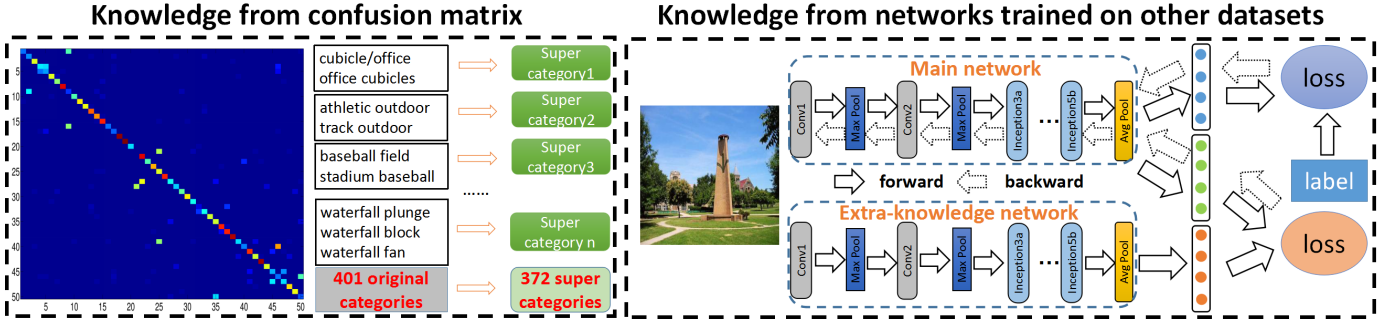 Knowledge from confusion matrix
5
10
15
20
25
30
35
40
45
50
5
10
15
20
25
30
35
40
45
50
cubicle/office
office cubicles
Super
category1
athletic outdoor
track outdoor
Super
category2
baseball field
stadium baseball
Super
category3
......
waterfall plunge
waterfall block
waterfall fan
Super
category n
401 original
categories
372 super
categories
Knowledge from networks trained on other datasets
Main network
Conv1
Max Pool
Conv2
Max Pool
Inception3a
...
Inception5b
Avg Pool
forward
backward
Extra-knowledge network
Conv1
Max Pool
Conv2
Max Pool
Inception3a
...
Inception5b
Avg Pool
loss
label
loss